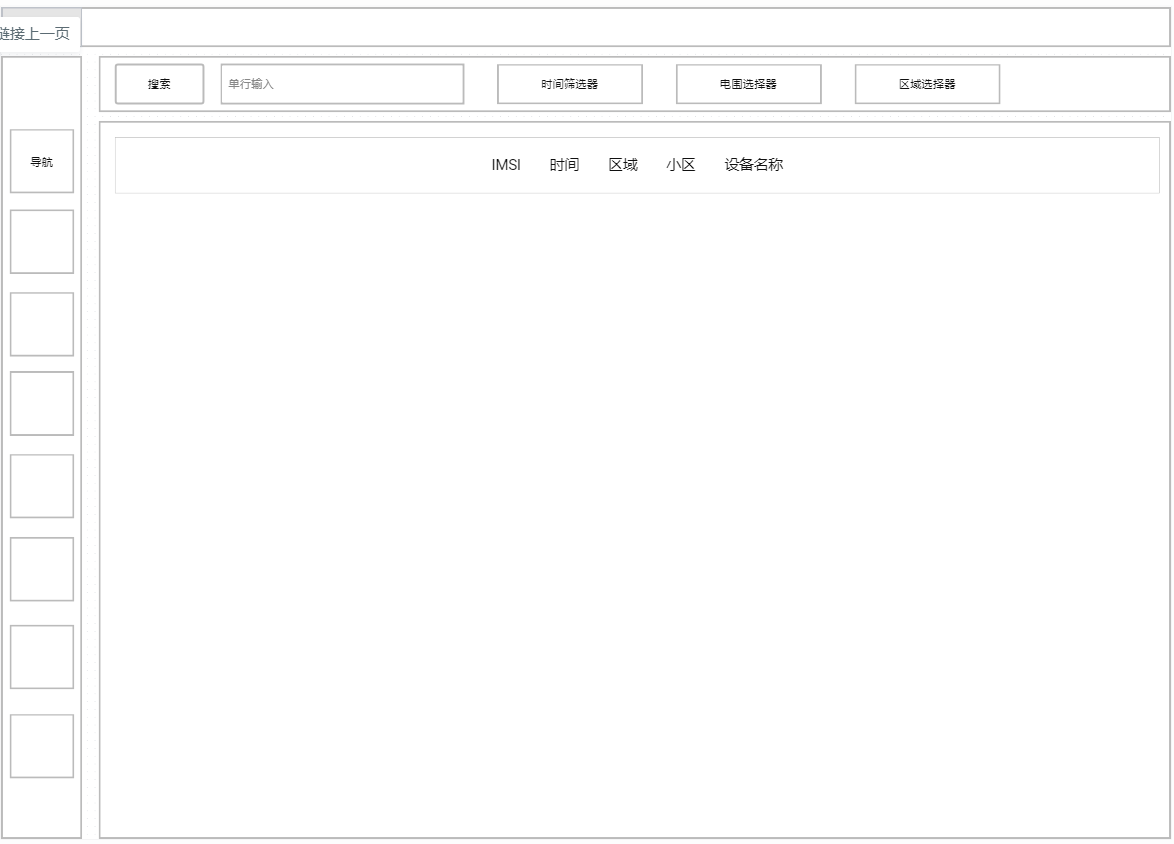 链接上一页
搜索
单行输入
时间筛选器
电围选择器
区域选择器
导航
IMSI 时间 区域 小区 设备名称